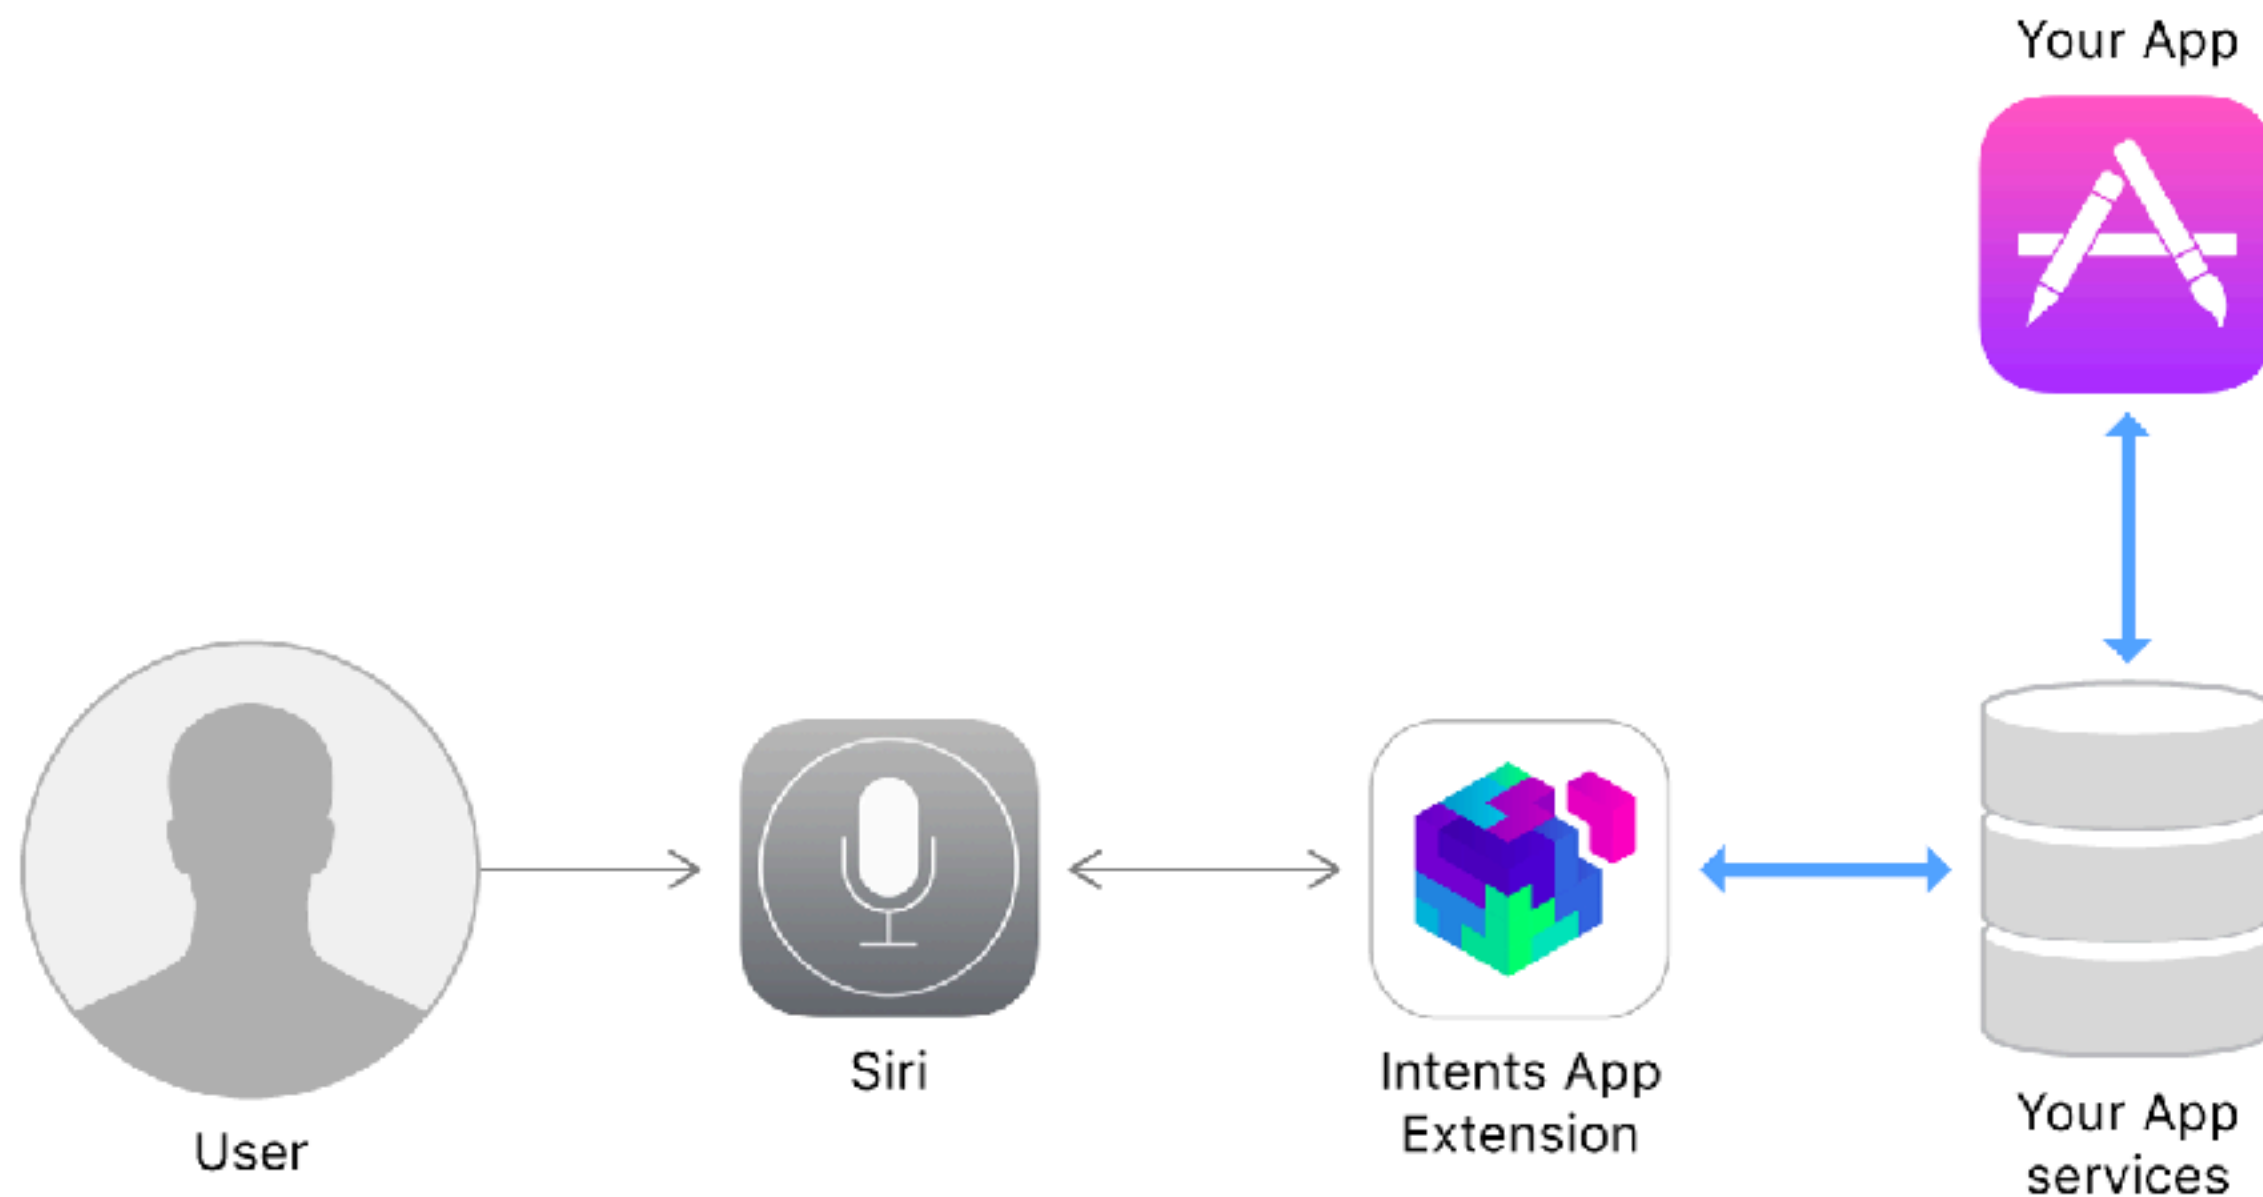 Your App
Siri
Intents App
Extension
User
Your App
services